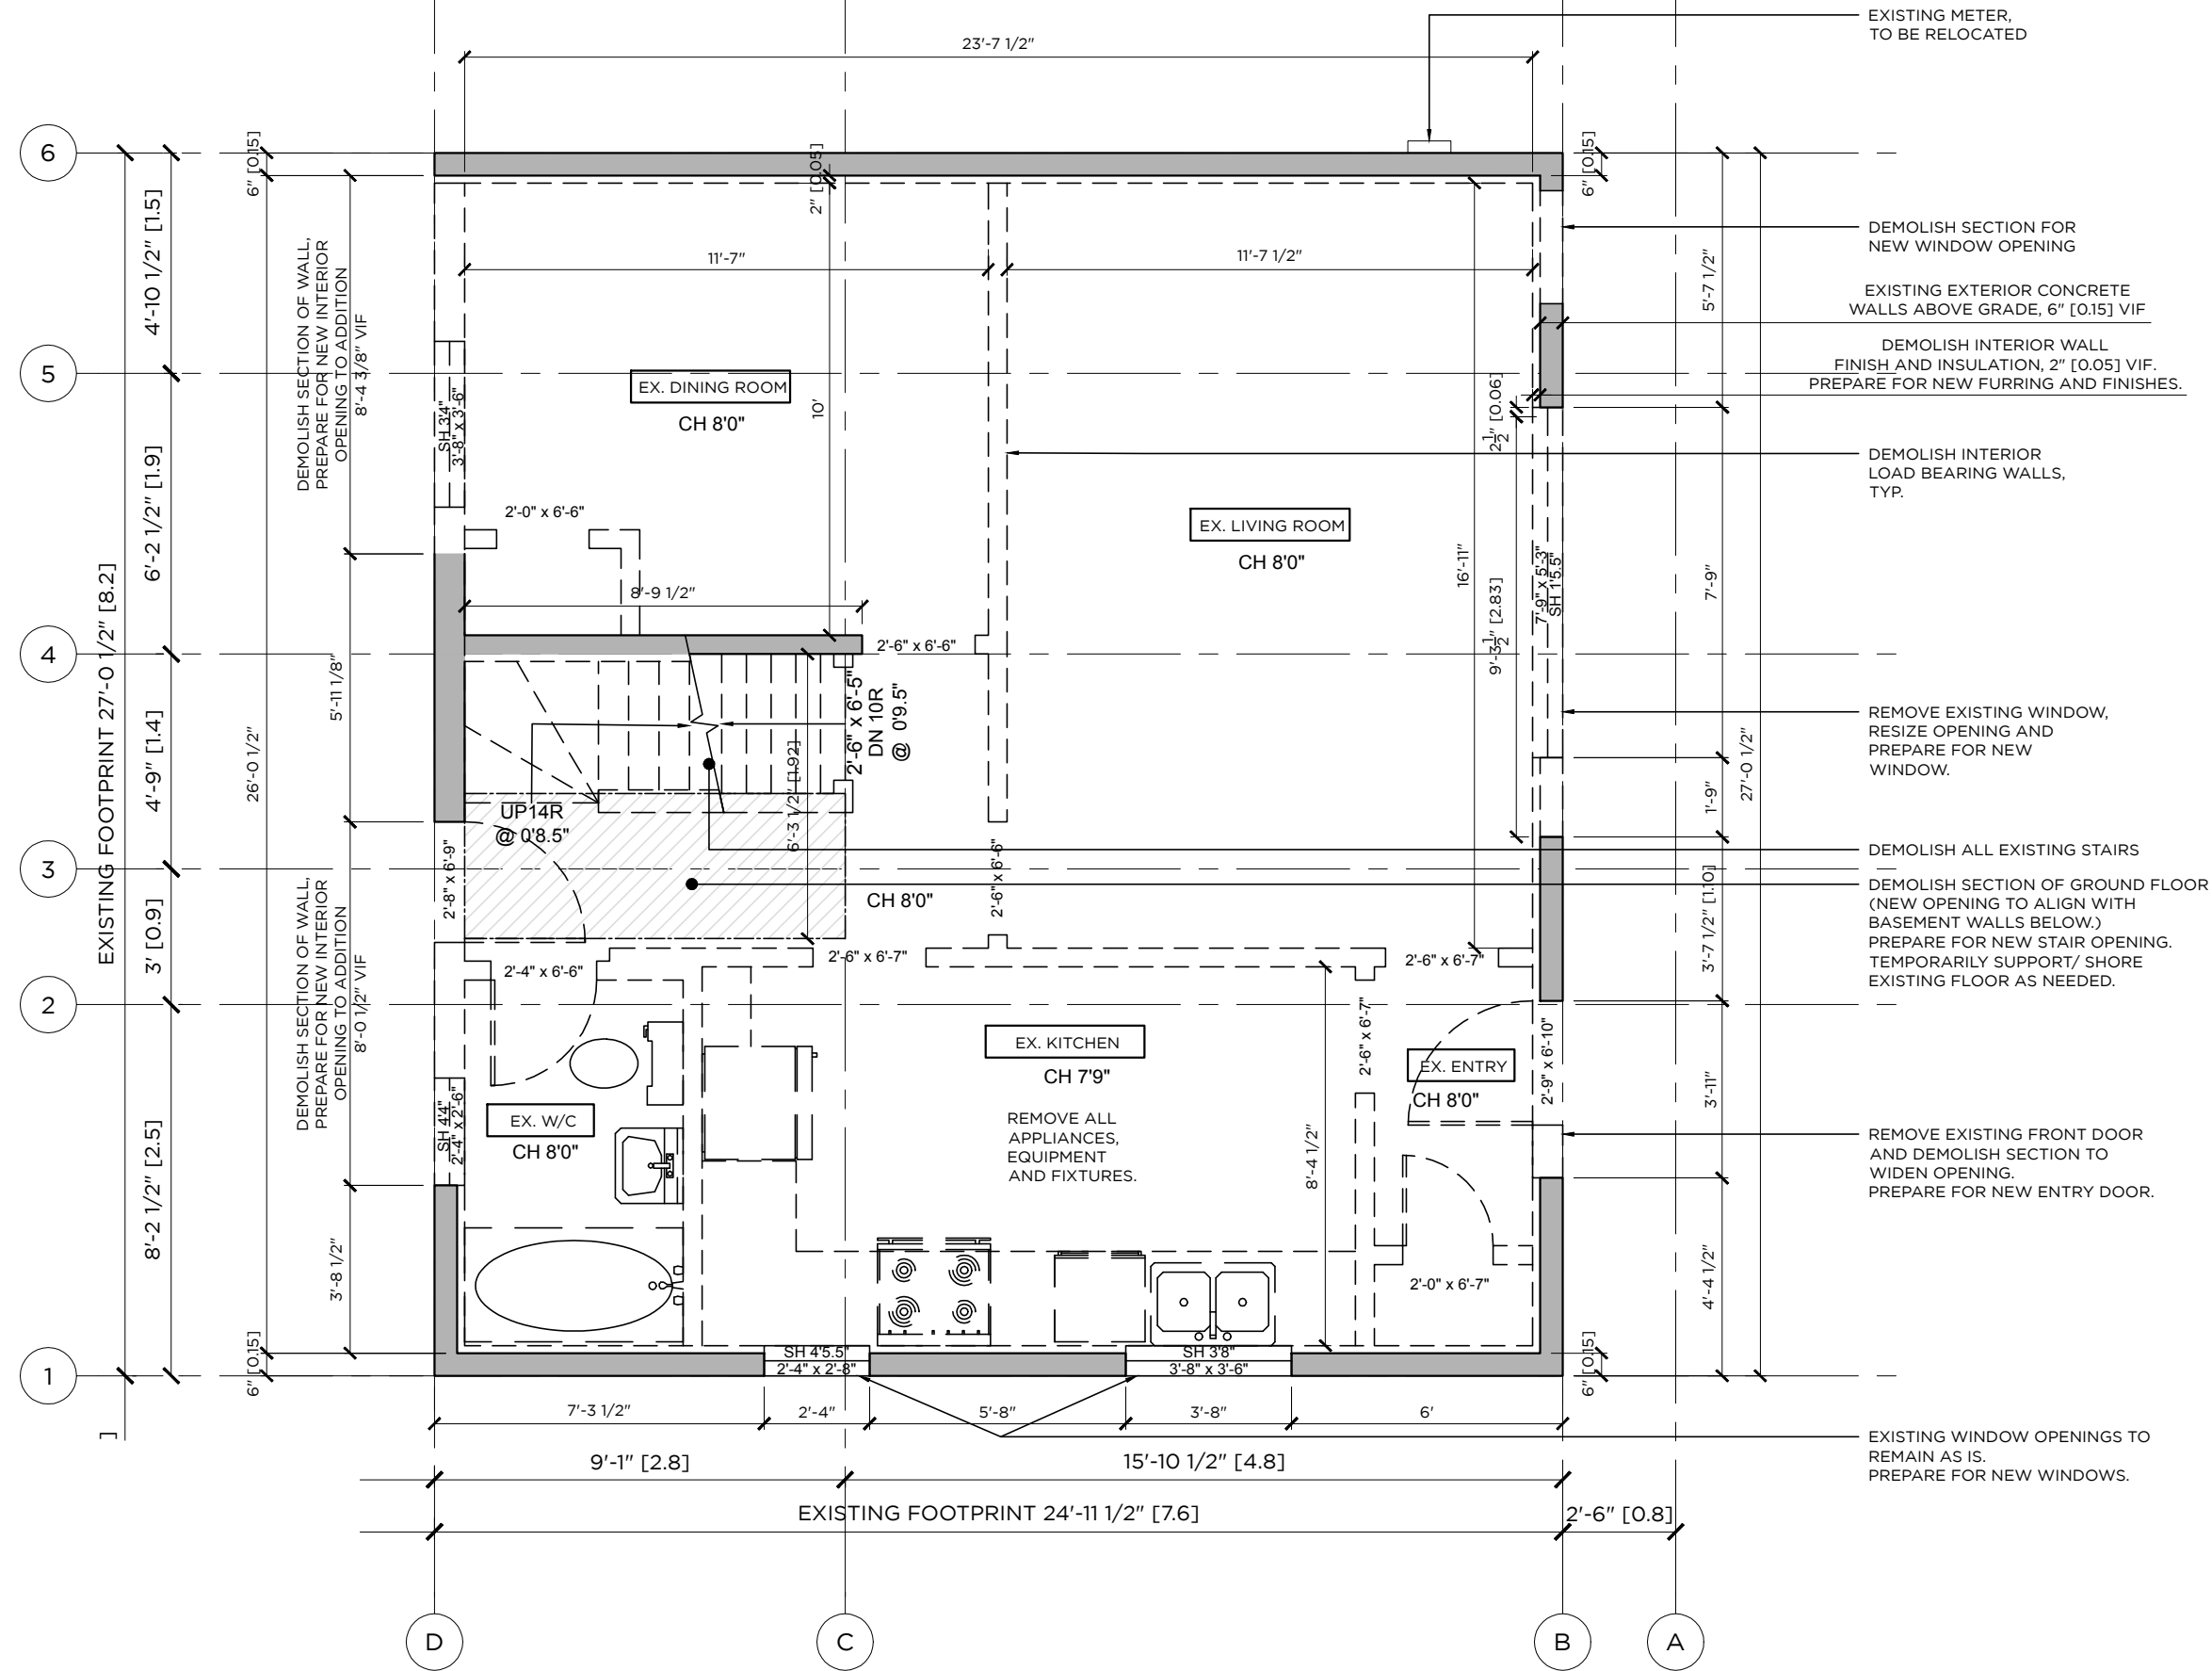 EXISTING METER,
TO BE RELOCATED
23'-7 1/2"
6
6" [0.15]
2" [0.05]
6" [0.15]
4'-10 1/2" [1.5]
DEMOLISH SECTION OF WALL,
PREPARE FOR NEW INTERIOR
OPENING TO ADDITION
8'-4 3/8" VIF
11'-7"
11'-7 1/2"
5'-7 1/2"
DEMOLISH SECTION FOR
NEW WINDOW OPENING
EXISTING EXTERIOR CONCRETE
WALLS ABOVE GRADE, 6" [0.15] VIF
DEMOLISH INTERIOR WALL
FINISH AND INSULATION, 2" [0.05] VIF.
PREPARE FOR NEW FURRING AND FINISHES.
5
EX. DINING ROOM
CH 8'0"
10'
SH 3'4"
3'-8" x 3'-6"
2 1/2" [0.06]
DEMOLISH INTERIOR
LOAD BEARING WALLS,
TYP.
6'-2 1/2" [1.9]
2'-0" x 6'-6"
EX. LIVING ROOM
CH 8'0"
16'-11"
7'-9" x 5'-3"
SH 1'5.5"
7'-9"
8'-9 1/2"
9'-3 1/2" [2.83]
4
2'-6" x 6'-6"
EXISTING FOOTPRINT 27'-0 1/2" [8.2]
5'-11 1/8"
26'-0 1/2"
4'-9" [1.4]
2'-6" x 6'-5"
DN 10R
@ 0'9.5"
6'-3 1/2" [1.92]
REMOVE EXISTING WINDOW,
RESIZE OPENING AND
PREPARE FOR NEW
WINDOW.
1'-9"
27'-0 1/2"
UP14R
@ 0'8.5"
DEMOLISH ALL EXISTING STAIRS
3
2'-8" x 6'-9"
2'-6" x 6'-6"
CH 8'0"
3'-7 1/2" [1.10]
DEMOLISH SECTION OF GROUND FLOOR
(NEW OPENING TO ALIGN WITH
BASEMENT WALLS BELOW.)
PREPARE FOR NEW STAIR OPENING.
TEMPORARILY SUPPORT/ SHORE
EXISTING FLOOR AS NEEDED.
3' [0.9]
DEMOLISH SECTION OF WALL,
PREPARE FOR NEW INTERIOR
OPENING TO ADDITION
8'-0 1/2" VIF
2'-4" x 6'-6"
2'-6" x 6'-7"
2'-6" x 6'-7"
2
2'-6" x 6'-7"
EX. KITCHEN
CH 7'9"
REMOVE ALL
APPLIANCES,
EQUIPMENT
AND FIXTURES.
EX. ENTRY
CH 8'0"
2'-9" x 6'-10"
3'-11"
EX. W/C
CH 8'0"
SH 4'4"
2'-4" x 2'-6"
8'-4 1/2"
REMOVE EXISTING FRONT DOOR
AND DEMOLISH SECTION TO
WIDEN OPENING.
PREPARE FOR NEW ENTRY DOOR.
8'-2 1/2" [2.5]
3'-8 1/2"
2'-0" x 6'-7"
4'-4 1/2"
SH 4'5.5"
2'-4" x 2'-8"
SH 3'8"
3'-8" x 3'-6"
6" [0.15]
6" [0.15]
1
7'-3 1/2"
2'-4"
5'-8"
3'-8"
6'
]
EXISTING WINDOW OPENINGS TO
REMAIN AS IS.
PREPARE FOR NEW WINDOWS.
9'-1" [2.8]
15'-10 1/2" [4.8]
EXISTING FOOTPRINT 24'-11 1/2" [7.6]
2'-6" [0.8]
D
C
B
A